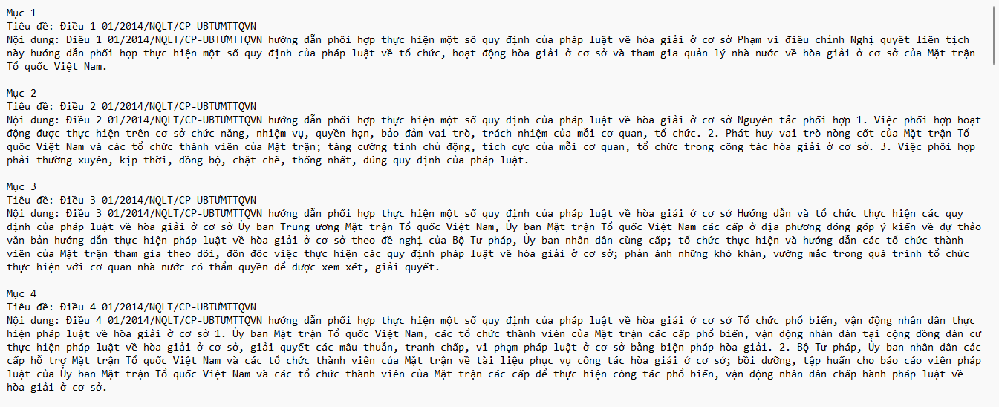 Mục 1
Tiêu đề: Điều 1 01/2014/NQLT/CP-UBTƯMTTQVN
Nội dung: Điều 1 01/2014/NQLT/CP-UBTƯMTTQVN hướng dẫn phối hợp thực hiện một số quy định của pháp luật về hòa giải ở cơ sở Phạm vi điều chỉnh Nghị quyết liên tịch
này hướng dẫn phối hợp thực hiện một số quy định của pháp luật về tổ chức, hoạt động hòa giải ở cơ sở và tham gia quản lý nhà nước về hòa giải ở cơ sở của Mặt trận
Tổ quốc Việt Nam.
Mục 2
Tiêu đề: Điều 2 01/2014/NQLT/CP-UBTƯMTTQVN
Nội dung: Điều 2 01/2014/NQLT/CP-UBTƯMTTQVN hướng dẫn phối hợp thực hiện một số quy định của pháp luật về hòa giải ở cơ sở Nguyên tắc phối hợp 1. Việc phối hợp hoạt
động được thực hiện trên cơ sở chức năng, nhiệm vụ, quyền hạn, bảo đảm vai trò, trách nhiệm của mỗi cơ quan, tổ chức. 2. Phát huy vai trò nòng cốt của Mặt trận Tổ
quốc Việt Nam và các tổ chức thành viên của Mặt trận; tăng cường tính chủ động, tích cực của mỗi cơ quan, tổ chức trong công tác hòa giải ở cơ sở. 3. Việc phối hợp
phải thường xuyên, kịp thời, đồng bộ, chặt chẽ, thống nhất, đúng quy định của pháp luật.
Mục 3
Tiêu đề: Điều 3 01/2014/NQLT/CP-UBTƯMTTQVN
Nội dung: Điều 3 01/2014/NQLT/CP-UBTƯMTTQVN hướng dẫn phối hợp thực hiện một số quy định của pháp luật về hòa giải ở cơ sở Hướng dẫn và tổ chức thực hiện các quy
định của pháp luật về hòa giải ở cơ sở Ủy ban Trung ương Mặt trận Tổ quốc Việt Nam, Ủy ban Mặt trận Tổ quốc Việt Nam các cấp ở địa phương đóng góp ý kiến về dự thảo
văn bản hướng dẫn thực hiện pháp luật về hòa giải ở cơ sở theo đề nghị của Bộ Tư pháp, Ủy ban nhân dân cùng cấp; tổ chức thực hiện và hướng dẫn các tổ chức thành
viên của Mặt trận tham gia theo dõi, đôn đốc việc thực hiện các quy định pháp luật về hòa giải ở cơ sở; phản ánh những khó khăn, vướng mắc trong quá trình tổ chức
thực hiện với cơ quan nhà nước có thẩm quyền để được xem xét, giải quyết.
Mục 4
Tiêu đề: Điều 4 01/2014/NQLT/CP-UBTƯMTTQVN
Nội dung: Điều 4 01/2014/NQLT/CP-UBTƯMTTQVN hướng dẫn phối hợp thực hiện một số quy định của pháp luật về hòa giải ở cơ sở Tổ chức phổ biến, vận động nhân dân thực
hiện pháp luật về hòa giải ở cơ sở 1. Ủy ban Mặt trận Tổ quốc Việt Nam, các tổ chức thành viên của Mặt trận các cấp phổ biến, vận động nhân dân tại cộng đồng dân cư
thực hiện pháp luật về hòa giải ở cơ sở, giải quyết các mâu thuẫn, tranh chấp, vi phạm pháp luật ở cơ sở bằng biện pháp hòa giải. 2. Bộ Tư pháp, Ủy ban nhân dân các
cấp hỗ trợ Mặt trận Tổ quốc Việt Nam và các tổ chức thành viên của Mặt trận về tài liệu phục vụ công tác hòa giải ở cơ sở; bồi dưỡng, tập huấn cho báo cáo viên pháp
luật của Ủy ban Mặt trận Tổ quốc Việt Nam và các tổ chức thành viên của Mặt trận các cấp để thực hiện công tác phổ biến, vận động nhân dân chấp hành pháp luật về
hòa giải ở cơ sở.